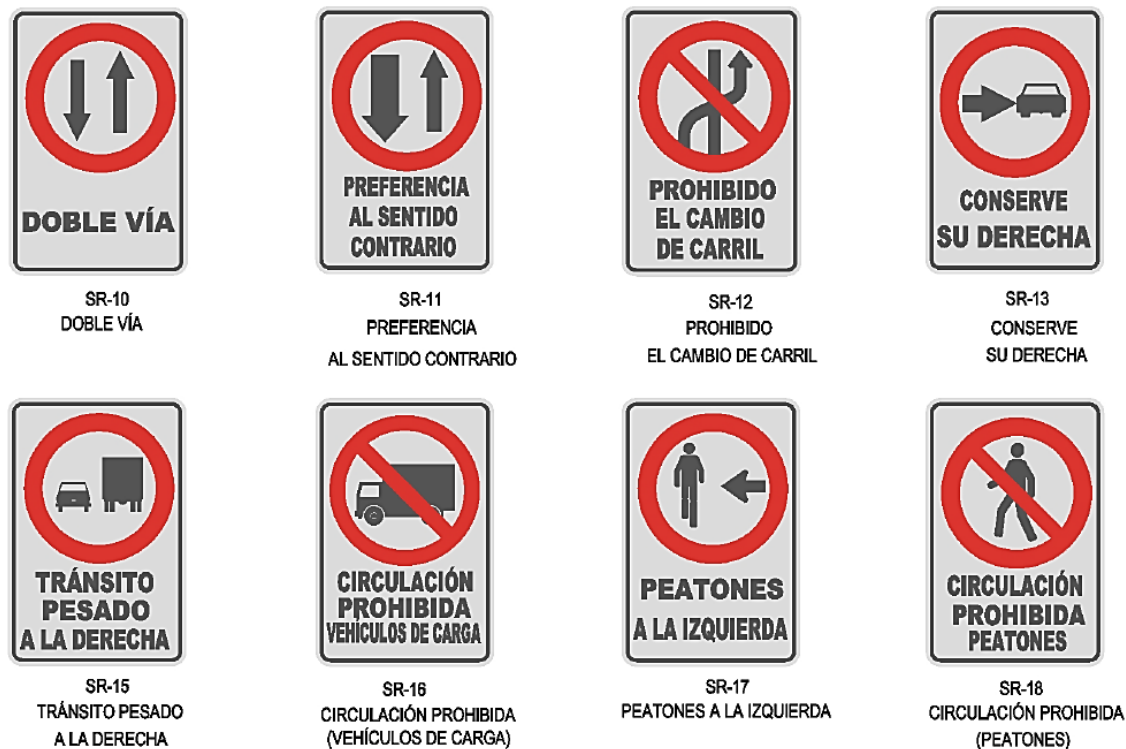 DOBLE VÍA
SR-10
DOBLE VÍA
PREFERENCIA
AL SENTIDO
CONTRARIO
SR-11
PREFERENCIA
AL SENTIDO CONTRARIO
PROHIBIDO
EL CAMBIO
DE CARRIL
SR-12
PROHIBIDO
EL CAMBIO DE CARRIL
CONSERVE
SU DERECHA
SR-13
CONSERVE
SU DERECHA
TRÁNSITO
PESADO
A LA DERECHA
SR-15
TRÁNSITO PESADO
A LA DERECHA
CIRCULACIÓN
PROHIBIDA
VEHÍCULOS DE CARGA
SR-16
CIRCULACIÓN PROHIBIDA
(VEHÍCULOS DE CARGA)
PEATONES
A LA IZQUIERDA
SR-17
PEATONES A LA IZQUIERDA
CIRCULACIÓN
PROHIBIDA
PEATONES
SR-18
CIRCULACIÓN PROHIBIDA
(PEATONES)